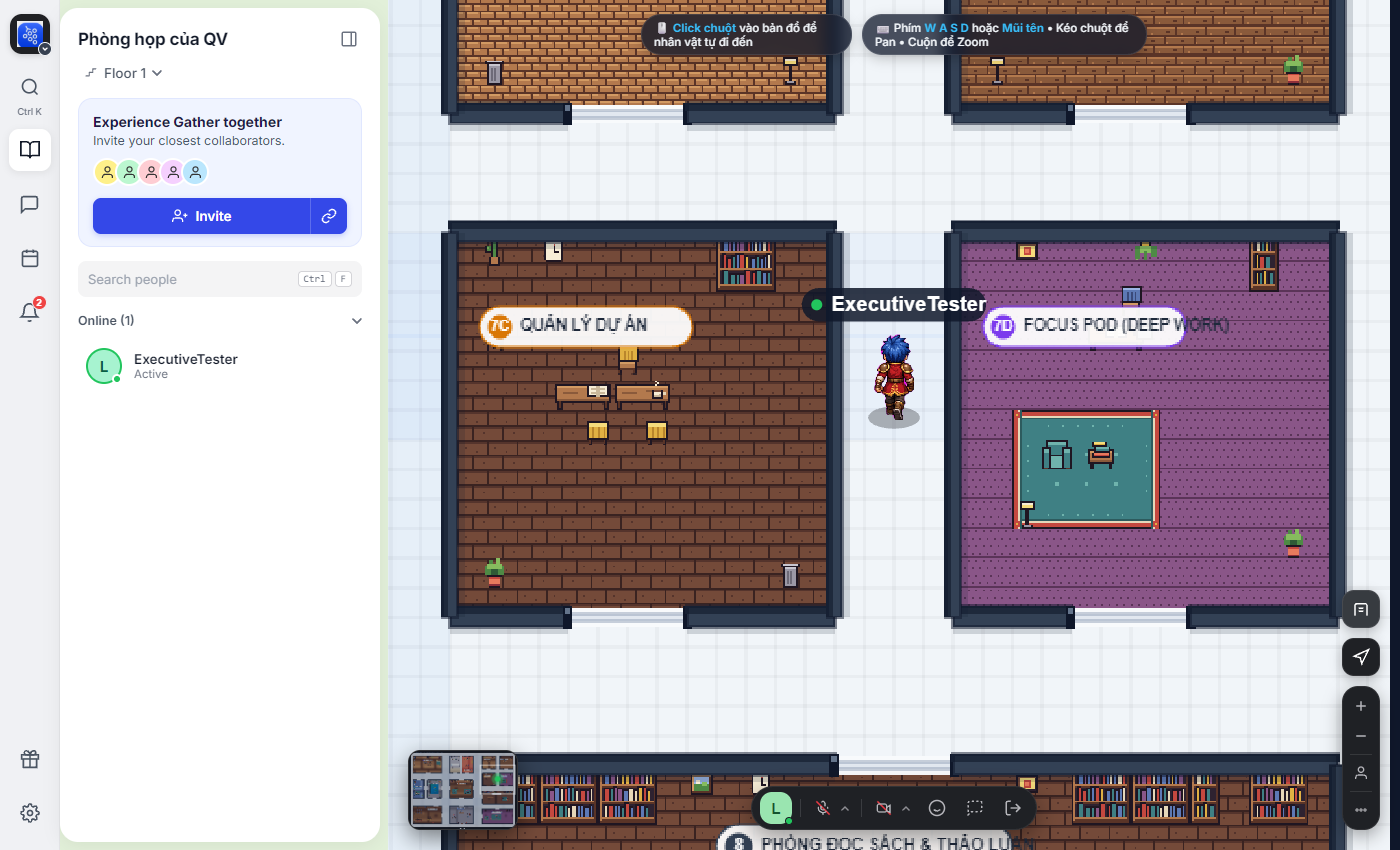 Phòng họp của QV
Floor 1
Ctrl K
Experience Gather together
Invite your closest collaborators.
Invite
Search people
Ctrl F
Online (1)
2
L
ExecutiveTester
Active
Click chuột vào bản đồ để
nhân vật tự đi đến
Phím W A S D hoặc Mũi tên • Kéo chuột để
Pan • Cuộn để Zoom
ExecutiveTester
7C QUẢN LÝ DỰ ÁN
7D FOCUS POD (DEEP WORK)
L
8 PHÒNG ĐỌC SÁCH & THẢO LUẬN